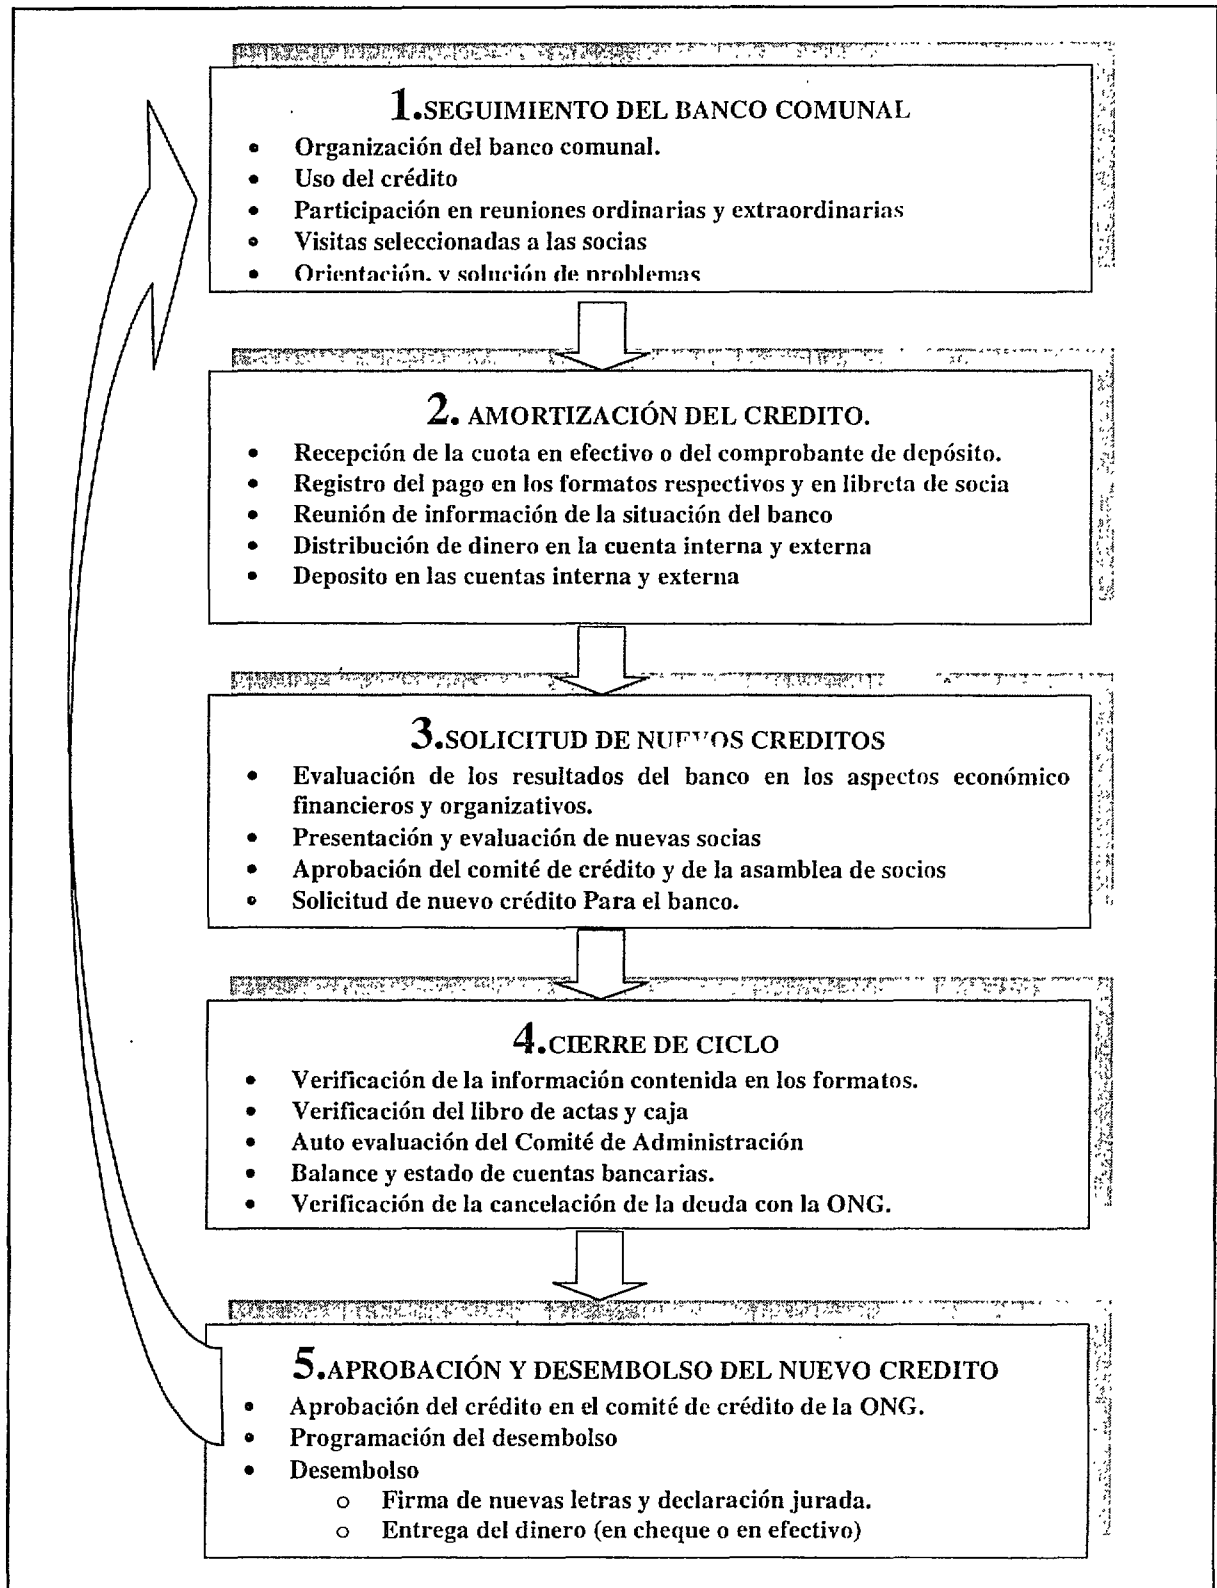 1.SEGUIMIENTO DEL BANCO COMUNAL
• Organización del banco comunal.
• Uso del crédito
• Participación en reuniones ordinarias y extraordinarias
• Visitas seleccionadas a las socias
• Orientación, y solución de problemas
2. AMORTIZACIÓN DEL CREDITO.
• Recepción de la cuota en efectivo o del comprobante de depósito.
• Registro del pago en los formatos respectivos y en libreta de socia
• Reunión de información de la situación del banco
• Distribución de dinero en la cuenta interna y externa
• Deposito en las cuentas interna y externa
3.SOLICITUD DE NUEVOS CREDITOS
• Evaluación de los resultados del banco en los aspectos económico
financieros y organizativos.
• Presentación y evaluación de nuevas socias
• Aprobación del comité de crédito y de la asamblea de socios
• Solicitud de nuevo crédito Para el banco.
4.CIERRE DE CICLO
• Verificación de la información contenida en los formatos.
• Verificación del libro de actas y caja
• Auto evaluación del Comité de Administración
• Balance y estado de cuentas bancarias.
• Verificación de la cancelación de la deuda con la ONG.
5.APROBACIÓN Y DESEMBOLSO DEL NUEVO CREDITO
• Aprobación del crédito en el comité de crédito de la ONG.
• Programación del desembolso
• Desembolso
o Firma de nuevas letras y declaración jurada.
o Entrega del dinero (en cheque o en efectivo)